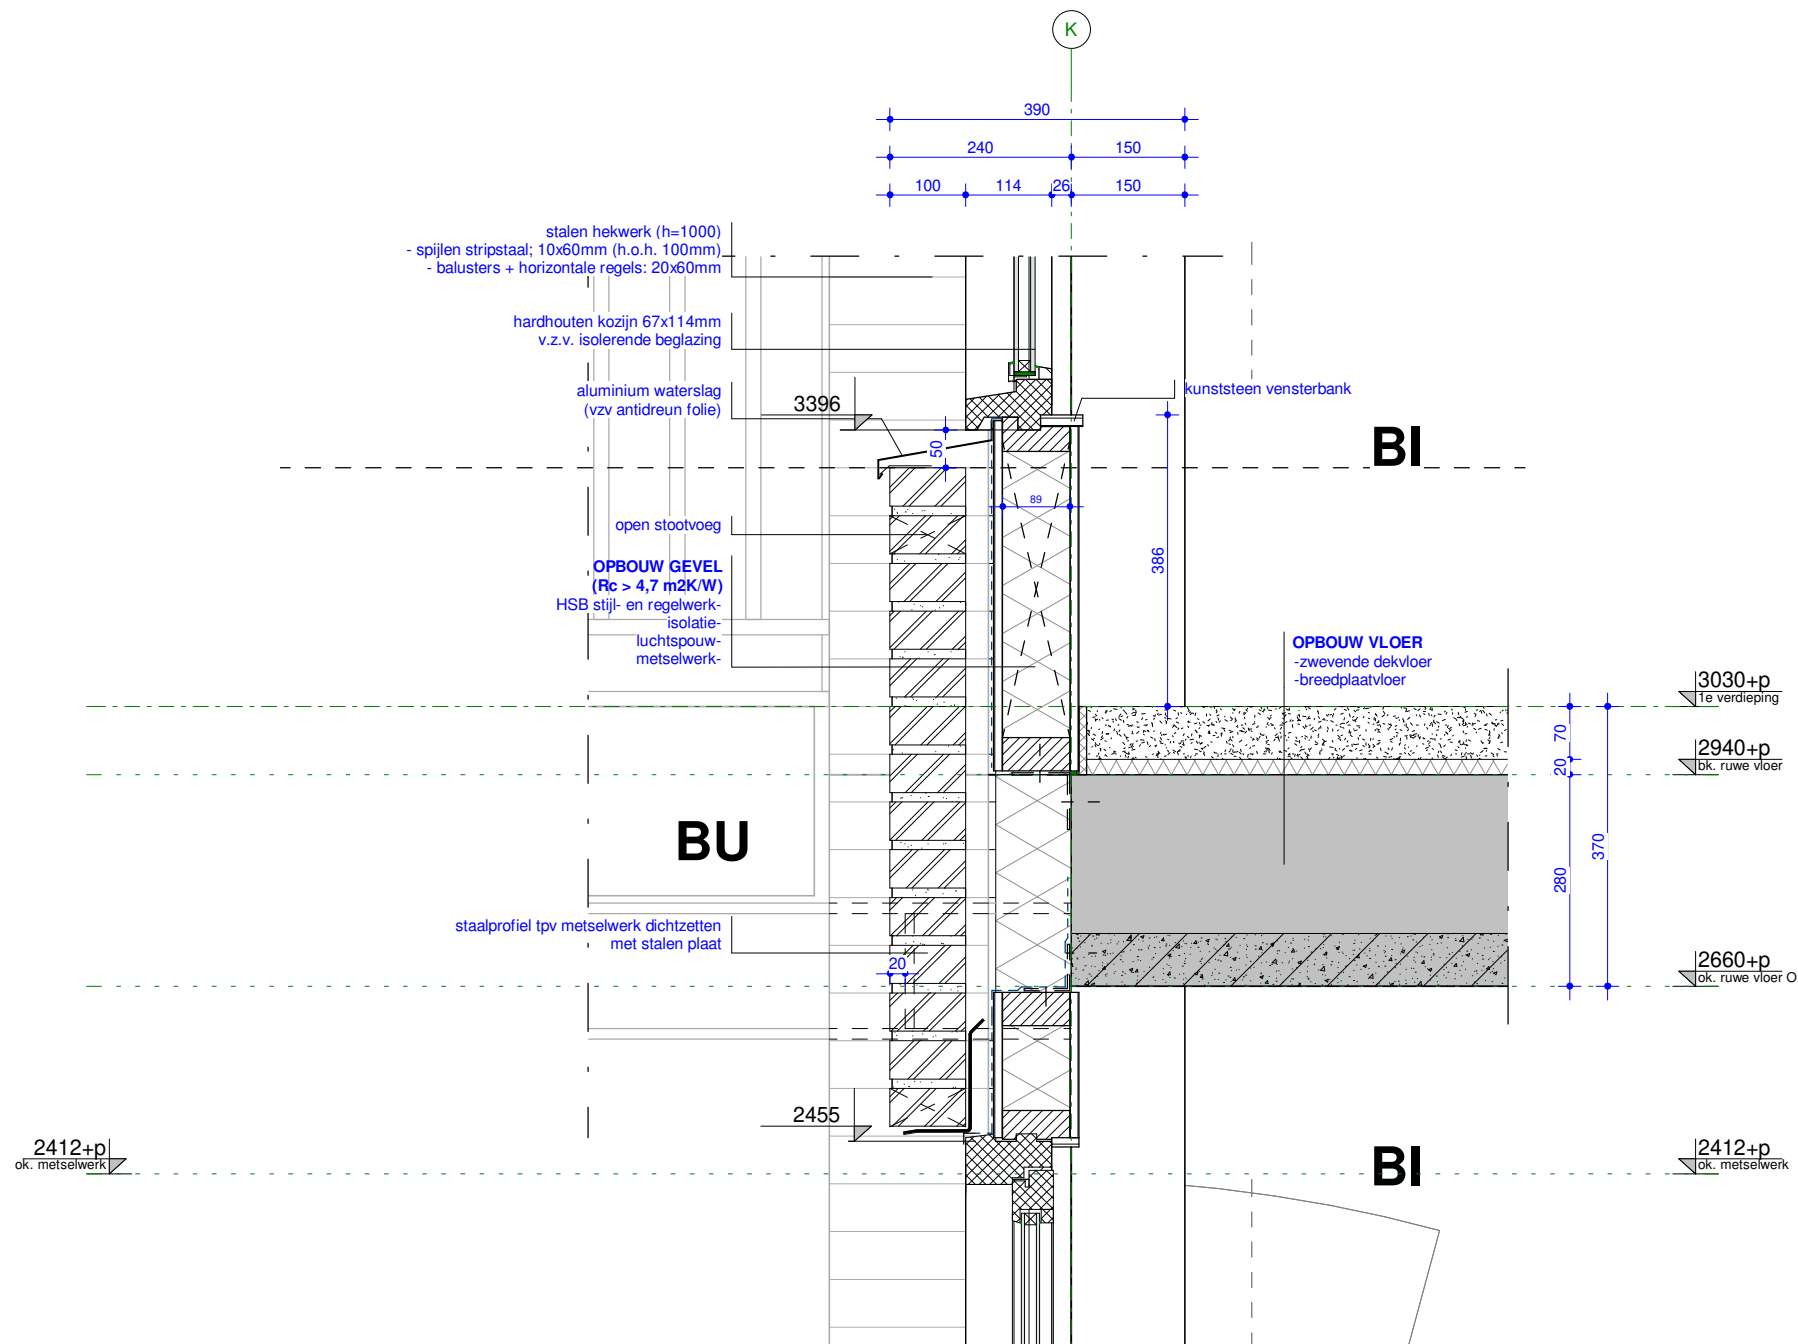 K
390
240
150
100
114
26
150
stalen hekwerk (h=1000)
- spijlen stripstaal; 10x60mm (h.o.h. 100mm)
- balusters + horizontale regels: 20x60mm
hardhouten kozijn 67x114mm
v.z.v. isolerende beglazing
aluminium waterslag
(vzv antidreun folie)
3396
kunststeen vensterbank
50
BI
89
open stootvoeg
386
OPBOUW GEVEL
(Rc > 4,7 m2K/W)
HSB stijl- en regelwerk-
isolatie-
luchtspouw-
metselwerk-
OPBOUW VLOER
-zwevende dekvloer
-breedplaatvloer
3030+p
1e verdieping
70
2940+p
bk. ruwe vloer
20
BU
370
280
staalprofiel tpv metselwerk dichtzetten
met stalen plaat
20
2660+p
ok. ruwe vloer O
2455
2412+p
ok. metselwerk
BI
2412+p
ok. metselwerk